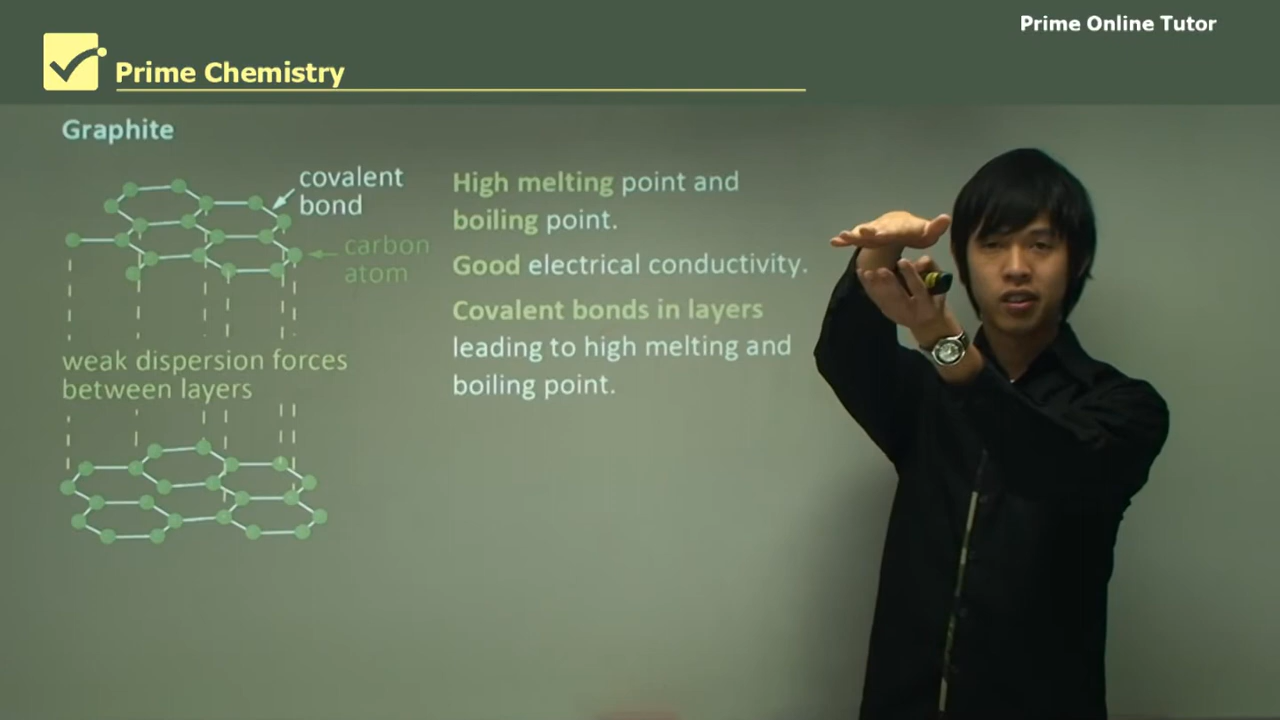 Prime Online Tutor
Prime Chemistry
Graphite
covalent
bond
carbon
atom
weak dispersion forces
between layers
High melting point and
boiling point.
Good electrical conductivity.
Covalent bonds in layers
leading to high melting and
boiling point.